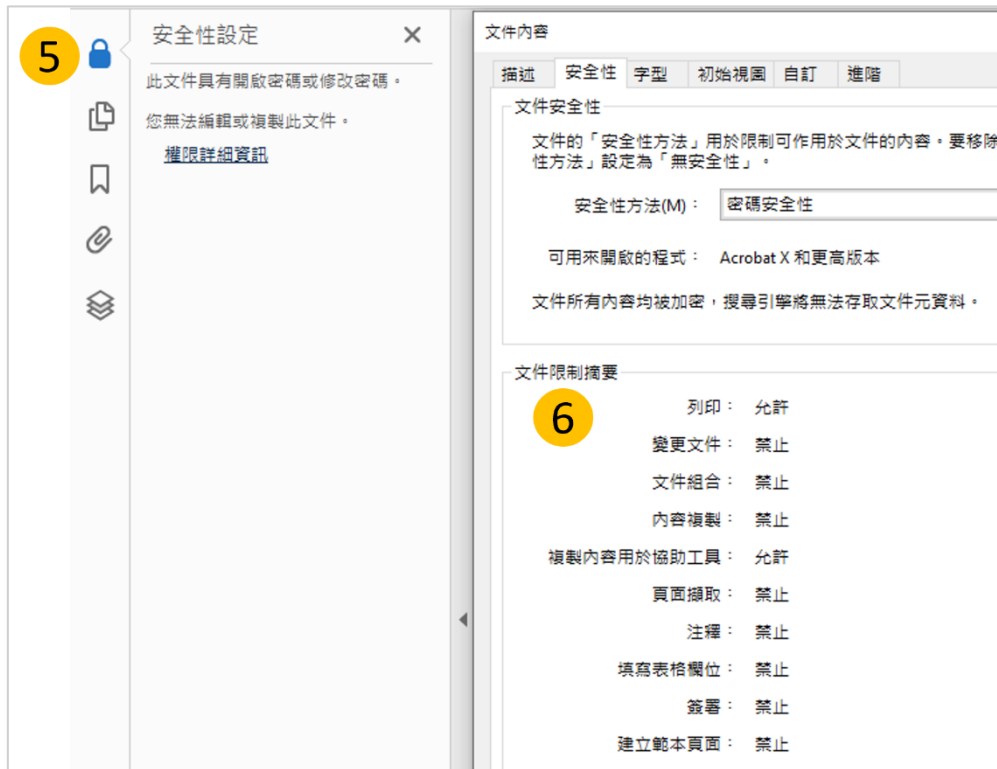 5
安全性設定
此文件具有開啟密碼或修改密碼。
您無法編輯或複製此文件。
權限詳細資訊
文件內容
描述 安全性 字型 初始視圖 自訂 進階
文件安全性
文件的「安全性方法」用於限制可作用於文件的內容。要移除
性方法」設定為「無安全性」。
安全性方法(M)： 密碼安全性
可用來開啟的程式： Acrobat X 和更高版本
文件所有內容均被加密，搜尋引擎將無法存取文件元資料。
文件限制摘要
6
列印： 允許
變更文件： 禁止
文件組合： 禁止
內容複製： 禁止
複製內容用於協助工具： 允許
頁面擷取： 禁止
注釋： 禁止
填寫表格欄位： 禁止
簽署： 禁止
建立範本頁面： 禁止